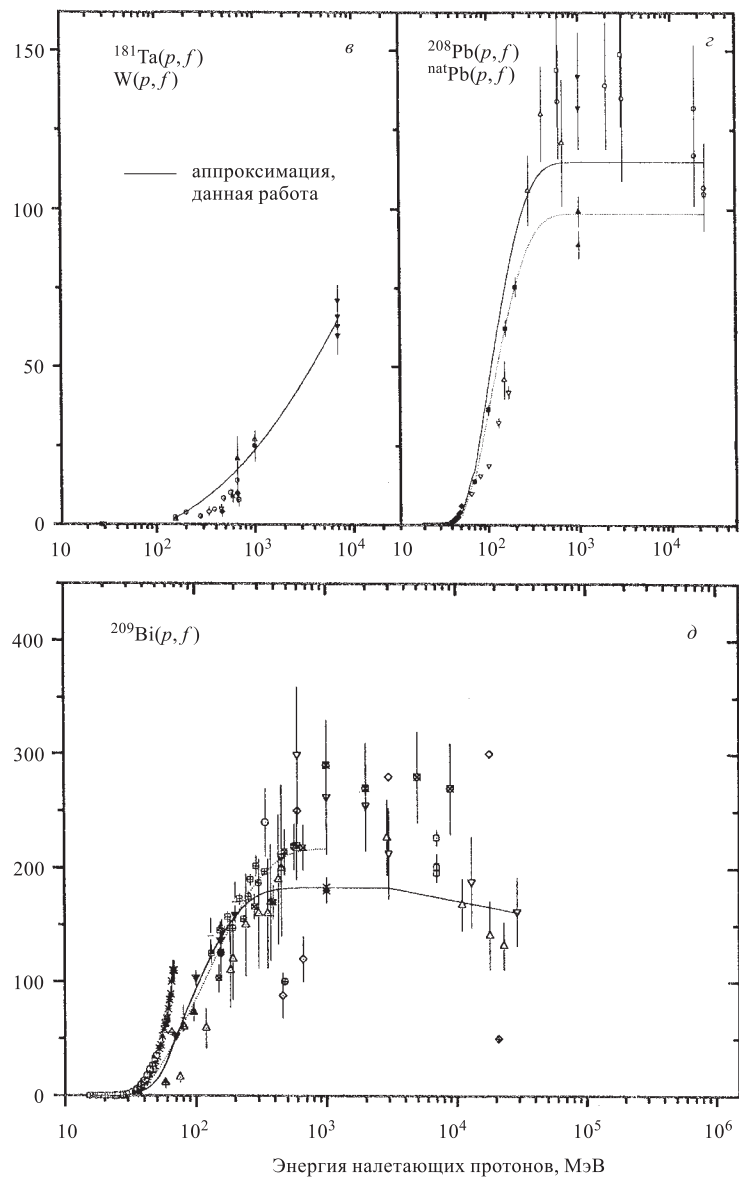 150
100
50
0
¹⁸¹Ta(p, f)
W(p, f)
в
аппроксимация,
данная работа
10 10² 10³ 10⁴
²⁰⁸Pb(p, f)
ⁿᵃᵗPb(p, f)
г
10 10² 10³ 10⁴
400
300
200
100
0
²⁰⁹Bi(p, f)
д
10 10² 10³ 10⁴ 10⁵ 10⁶
Энергия налетающих протонов, МэВ